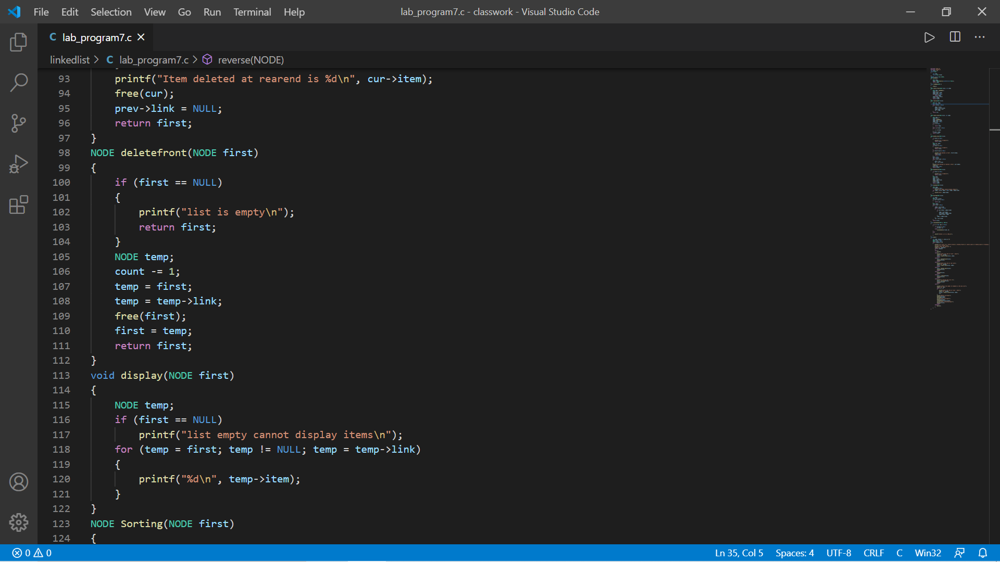 File Edit Selection View Go Run Terminal Help lab_program7.c - classwork - Visual Studio Code
C lab_program7.c
linkedlist > C lab_program7.c > reverse(NODE)
93 printf("Item deleted at rearend is %d\n", cur->item);
94 free(cur);
95 prev->link = NULL;
96 return first;
97 }
98 NODE deletefront(NODE first)
99 {
100 if (first == NULL)
101 {
102 printf("list is empty\n");
103 return first;
104 }
105 NODE temp;
106 count -= 1;
107 temp = first;
108 temp = temp->link;
109 free(first);
110 first = temp;
111 return first;
112 }
113 void display(NODE first)
114 {
115 NODE temp;
116 if (first == NULL)
117 printf("list empty cannot display items\n");
118 for (temp = first; temp != NULL; temp = temp->link)
119 {
120 printf("%d\n", temp->item);
121 }
122 }
123 NODE Sorting(NODE first)
124 {
0 0 Ln 35, Col 5 Spaces: 4 UTF-8 CRLF C Win32